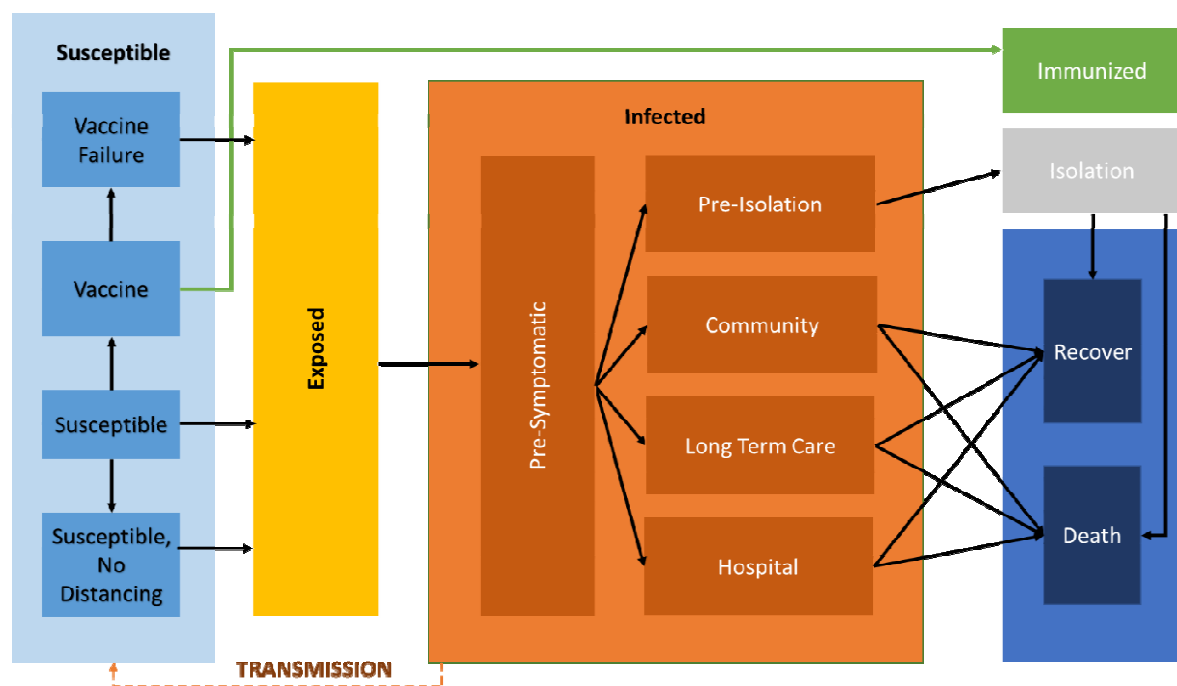 Susceptible
Vaccine
Failure
Vaccine
Susceptible
Susceptible,
No
Distancing
Exposed
Infected
Pre-Symptomatic
Pre-Isolation
Community
Long Term Care
Hospital
Immunized
Isolation
Recover
Death
TRANSMISSION